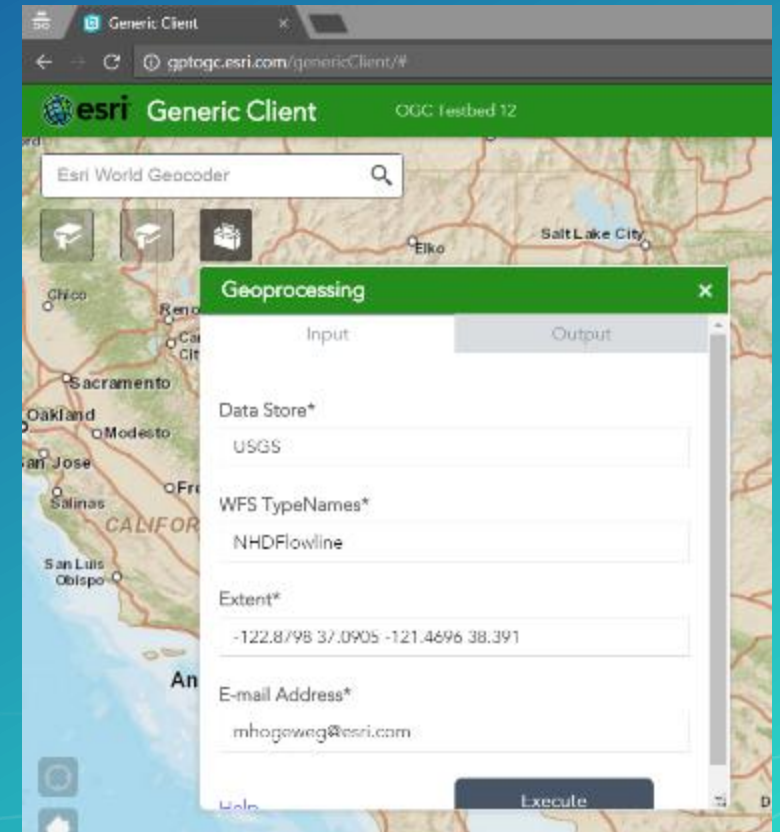 Generic Client
gptogc.esri.com/genericClient/#
esri Generic Client OGC Testbed 12
Esri World Geocoder
Elko
Salt Lake City
Chico
Reno
Sacramento
Oakland
Modesto
San Jose
Salinas
CALIFOR
San Luis
Obispo
Geoprocessing
Input Output
Data Store*
USGS
WFS TypeNames*
NHDFlowline
Extent*
-122.8798 37.0905 -121.4696 38.391
E-mail Address*
mhogeweg@esri.com
Help
Execute